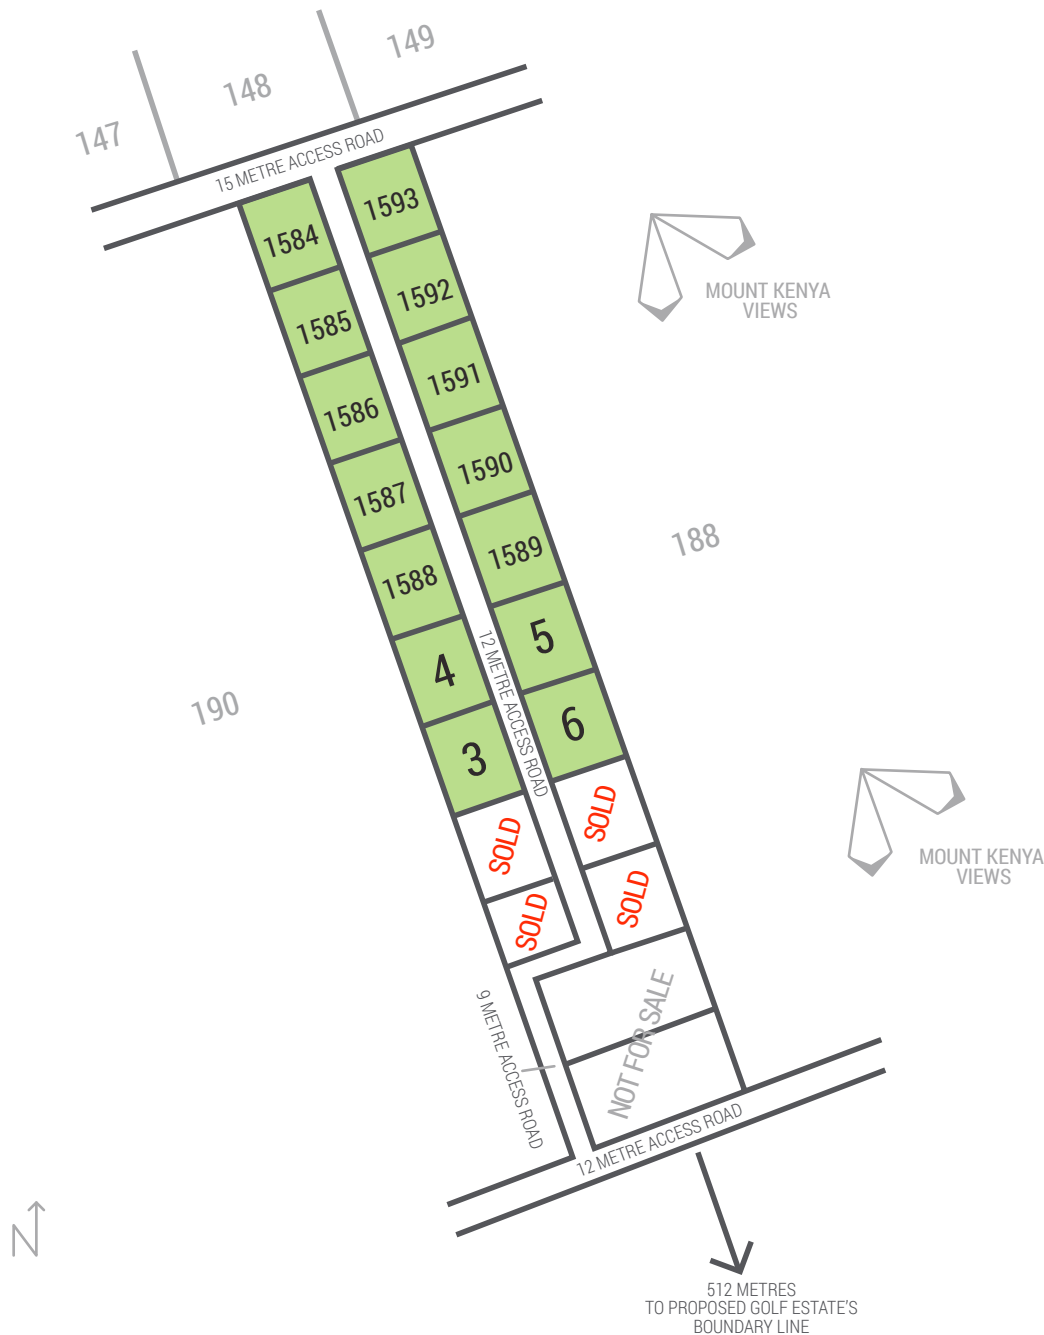 149
148
147
15 METRE ACCESS ROAD
1593
1584
1592
MOUNT KENYA
VIEWS
1585
1591
1586
1590
1587
188
1589
1588
5
12 METRE ACCESS ROAD
4
190
6
3
SOLD
SOLD
MOUNT KENYA
VIEWS
SOLD
SOLD
NOT FOR SALE
9 METRE ACCESS ROAD
12 METRE ACCESS ROAD
N
512 METRES
TO PROPOSED GOLF ESTATE'S
BOUNDARY LINE